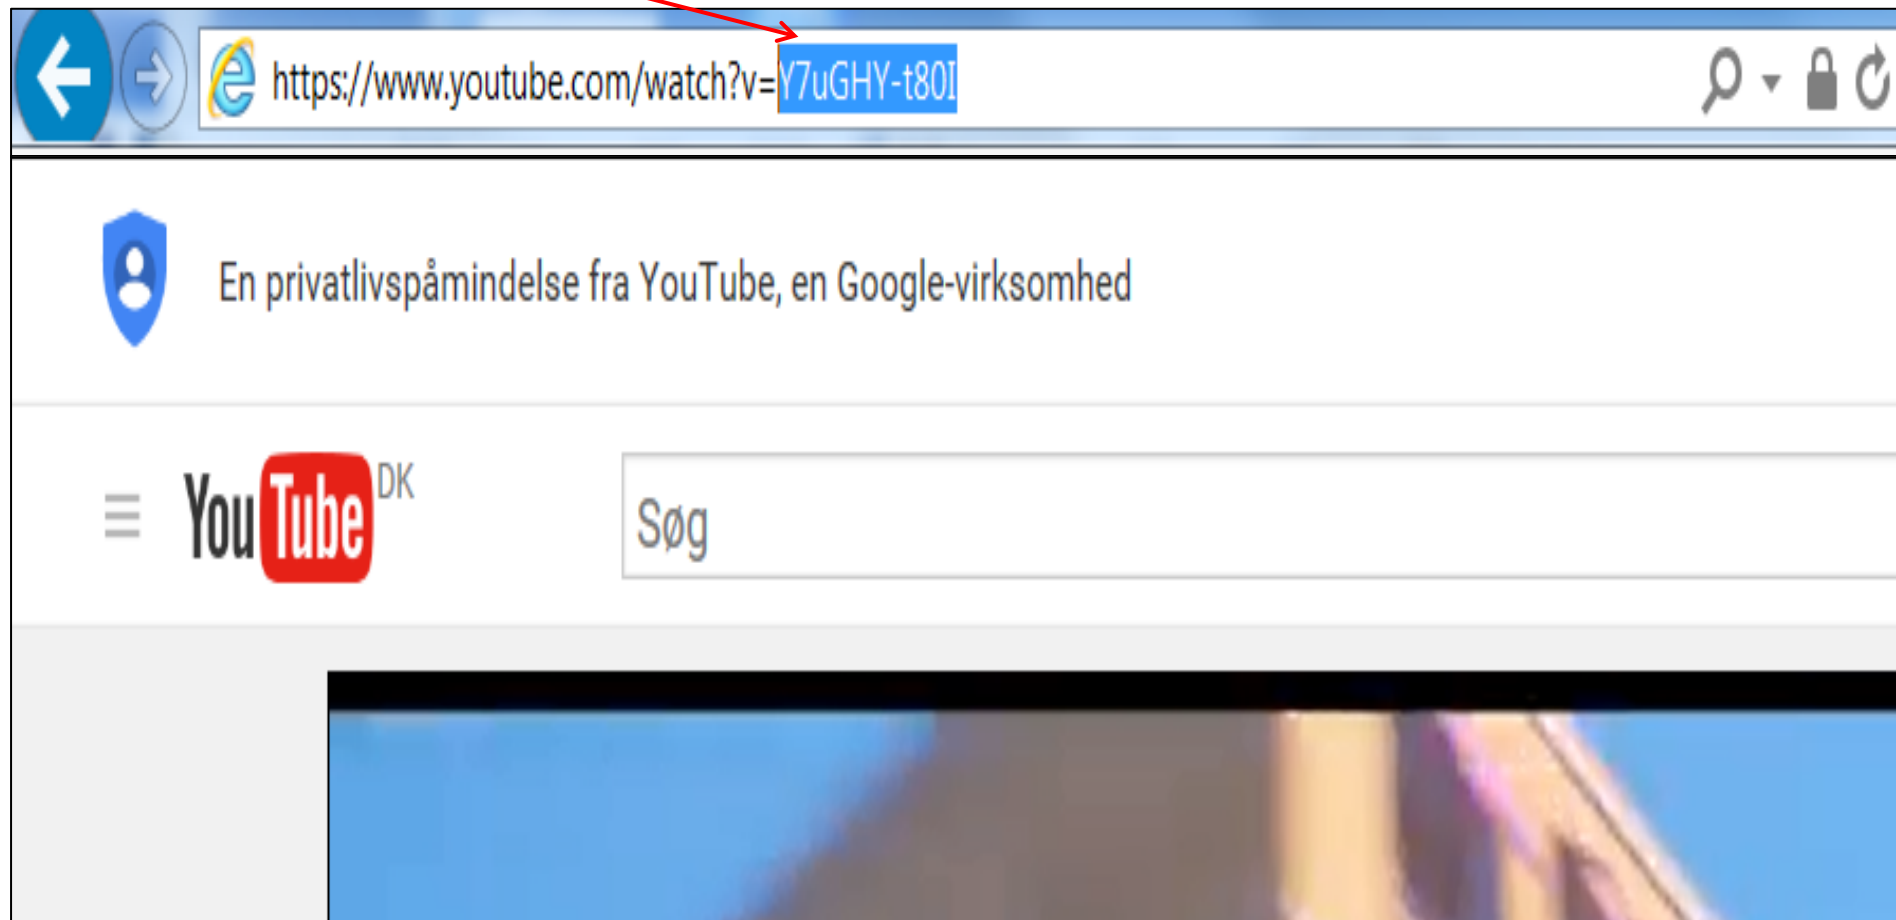 https://www.youtube.com/watch?v=Y7uGHY-t80I
En privatlivspåmindelse fra YouTube, en Google-virksomhed
YouTube DK
Søg